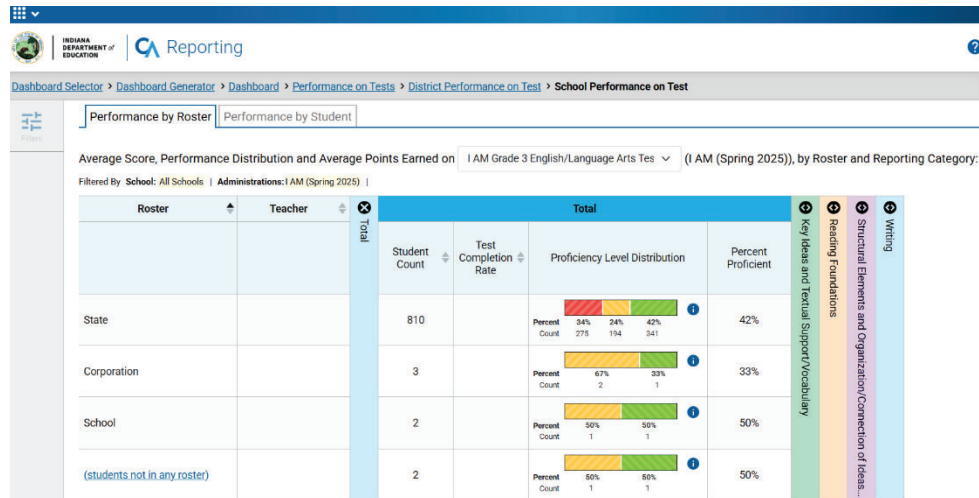 INDIANA
DEPARTMENT of
EDUCATION
CA Reporting
Dashboard Selector > Dashboard Generator > Dashboard > Performance on Tests > District Performance on Test > School Performance on Test
Filters
Performance by Roster
Performance by Student
Average Score, Performance Distribution and Average Points Earned on I AM Grade 3 English/Language Arts Tes (I AM (Spring 2025)), by Roster and Reporting Category:
Filtered By School: All Schools | Administrations: I AM (Spring 2025) |
Roster Teacher Total Total
Student Count Test Completion Rate Proficiency Level Distribution Percent Proficient
Key Ideas and Textual Support/Vocabulary
Reading Foundations
Structural Elements and Organization/Connection of Ideas...
Writing
State 810 42%
Percent 34% 24% 42%
Count 275 194 341
Corporation 3 33%
Percent 67% 33%
Count 2 1
School 2 50%
Percent 50% 50%
Count 1 1
(students not in any roster) 2 50%
Percent 50% 50%
Count 1 1